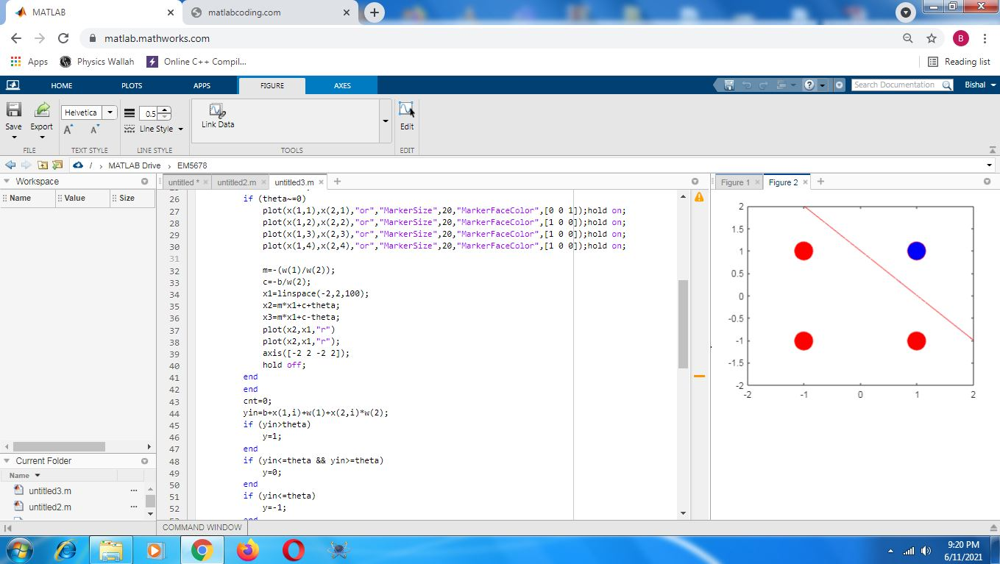 MATLAB
matlabcoding.com
matlab.mathworks.com
B
Apps
Physics Wallah
Online C++ Compil...
Reading list
HOME
PLOTS
APPS
FIGURE
AXES
Search Documentation
Bishal
Save
Export
Helvetica
0.5
Line Style
A A
Link Data
Edit
FILE
TEXT STYLE
LINE STYLE
TOOLS
EDIT
/ › MATLAB Drive › EM5678
Workspace
Name Value Size
untitled * ×
untitled2.m ×
untitled3.m ×
26 if (theta~=0)
27 plot(x(1,1),x(2,1),"or","MarkerSize",20,"MarkerFaceColor",[0 0 1]);hold on;
28 plot(x(1,2),x(2,2),"or","MarkerSize",20,"MarkerFaceColor",[1 0 0]);hold on;
29 plot(x(1,3),x(2,3),"or","MarkerSize",20,"MarkerFaceColor",[1 0 0]);hold on;
30 plot(x(1,4),x(2,4),"or","MarkerSize",20,"MarkerFaceColor",[1 0 0]);hold on;
31
32 m=-(w(1)/w(2));
33 c=-b/w(2);
34 x1=linspace(-2,2,100);
35 x2=m*x1+c+theta;
36 x3=m*x1+c-theta;
37 plot(x2,x1,"r")
38 plot(x2,x1,"r");
39 axis([-2 2 -2 2]);
40 hold off;
41 end
42 end
43 cnt=0;
44 yin=b+x(1,i)+w(1)+x(2,i)*w(2);
45 if (yin>theta)
46 y=1;
47 end
48 if (yin<=theta && yin>=theta)
49 y=0;
50 end
51 if (yin<=theta)
52 y=-1;
Figure 1 ×
Figure 2 ×
2
1.5
1
0.5
0
-0.5
-1
-1.5
-2
-2 -1 0 1 2
Current Folder
Name
untitled3.m ...
untitled2.m ...
COMMAND WINDOW
9:20 PM
6/11/2021